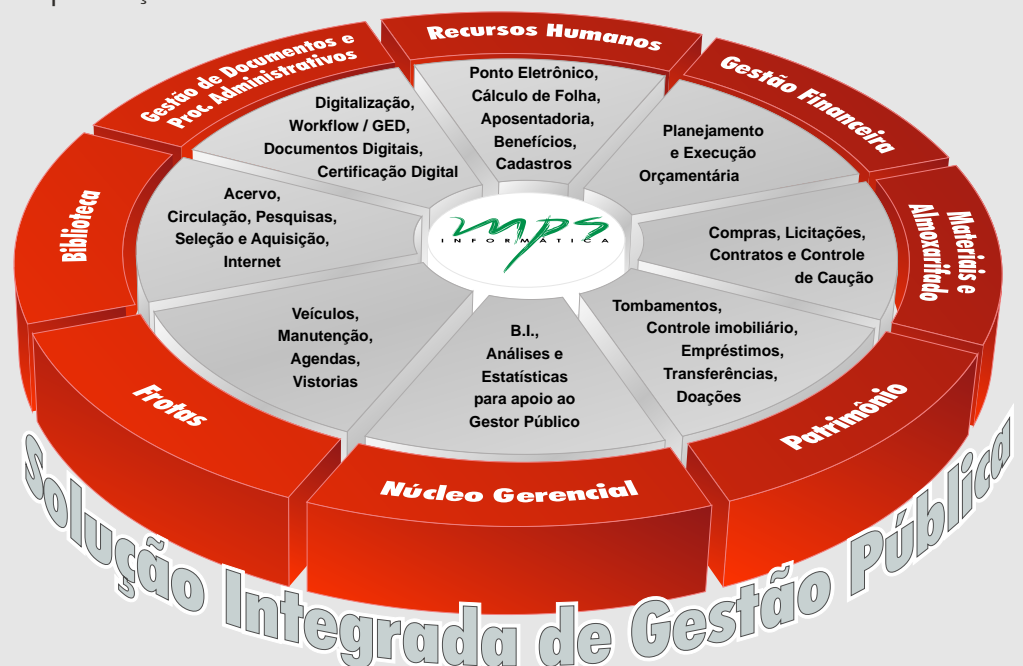 Recursos Humanos
Ponto Eletrônico,
Cálculo de Folha,
Aposentadoria,
Benefícios,
Cadastros
Gestão Financeira
Planejamento
e Execução
Orçamentária
Materiais e
Almoxarifado
Compras, Licitações,
Contratos e Controle
de Caução
Patrimônio
Tombamentos,
Controle imobiliário,
Empréstimos,
Transferências,
Doações
Núcleo Gerencial
B.I.,
Análises e
Estatísticas
para apoio ao
Gestor Público
Frotas
Veículos,
Manutenção,
Agendas,
Vistorias
Biblioteca
Acervo,
Circulação, Pesquisas,
Seleção e Aquisição,
Internet
Gestão de Documentos e
Proc. Administrativos
Digitalização,
Workflow / GED,
Documentos Digitais,
Certificação Digital
mps
INFORMÁTICA
Solução Integrada de Gestão Pública